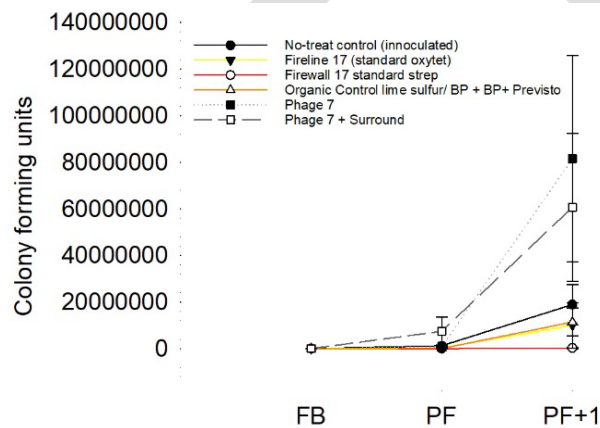 140000000
120000000
100000000
80000000
60000000
40000000
20000000
0
Colony forming units
No-treat control (innoculated)
Fireline 17 (standard oxytet)
Firewall 17 standard strep
Organic Control lime sulfur/ BP + BP+ Previsto
Phage 7
Phage 7 + Surround
FB PF PF+1